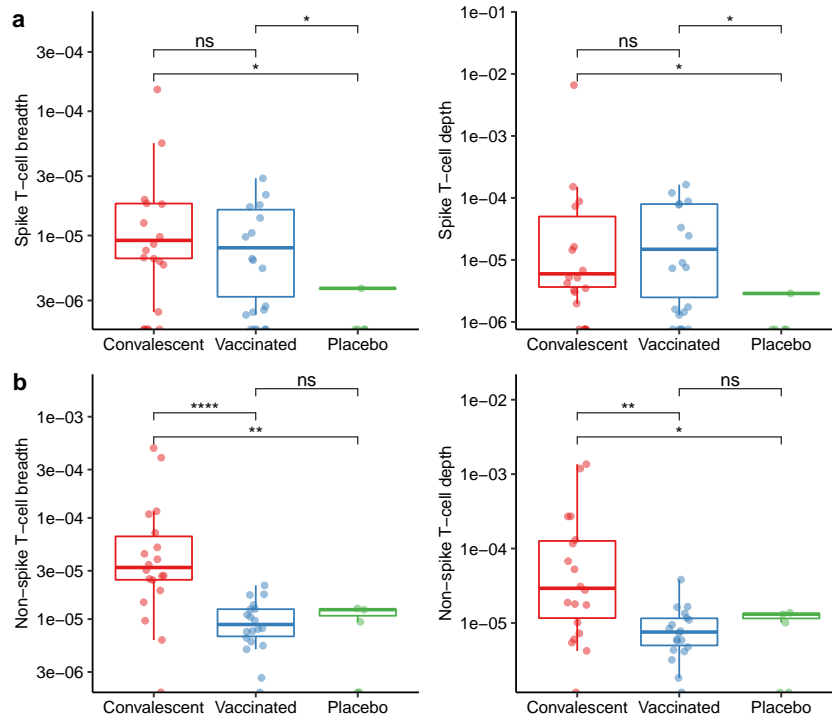 a
Spike T−cell breadth
3e−04
1e−04
3e−05
1e−05
3e−06
ns
*
*
Convalescent Vaccinated Placebo
Spike T−cell depth
1e−01
1e−02
1e−03
1e−04
1e−05
1e−06
ns
*
*
Convalescent Vaccinated Placebo
b
Non−spike T−cell breadth
1e−03
3e−04
1e−04
3e−05
1e−05
3e−06
ns
****
**
Convalescent Vaccinated Placebo
Non−spike T−cell depth
1e−02
1e−03
1e−04
1e−05
ns
**
*
Convalescent Vaccinated Placebo